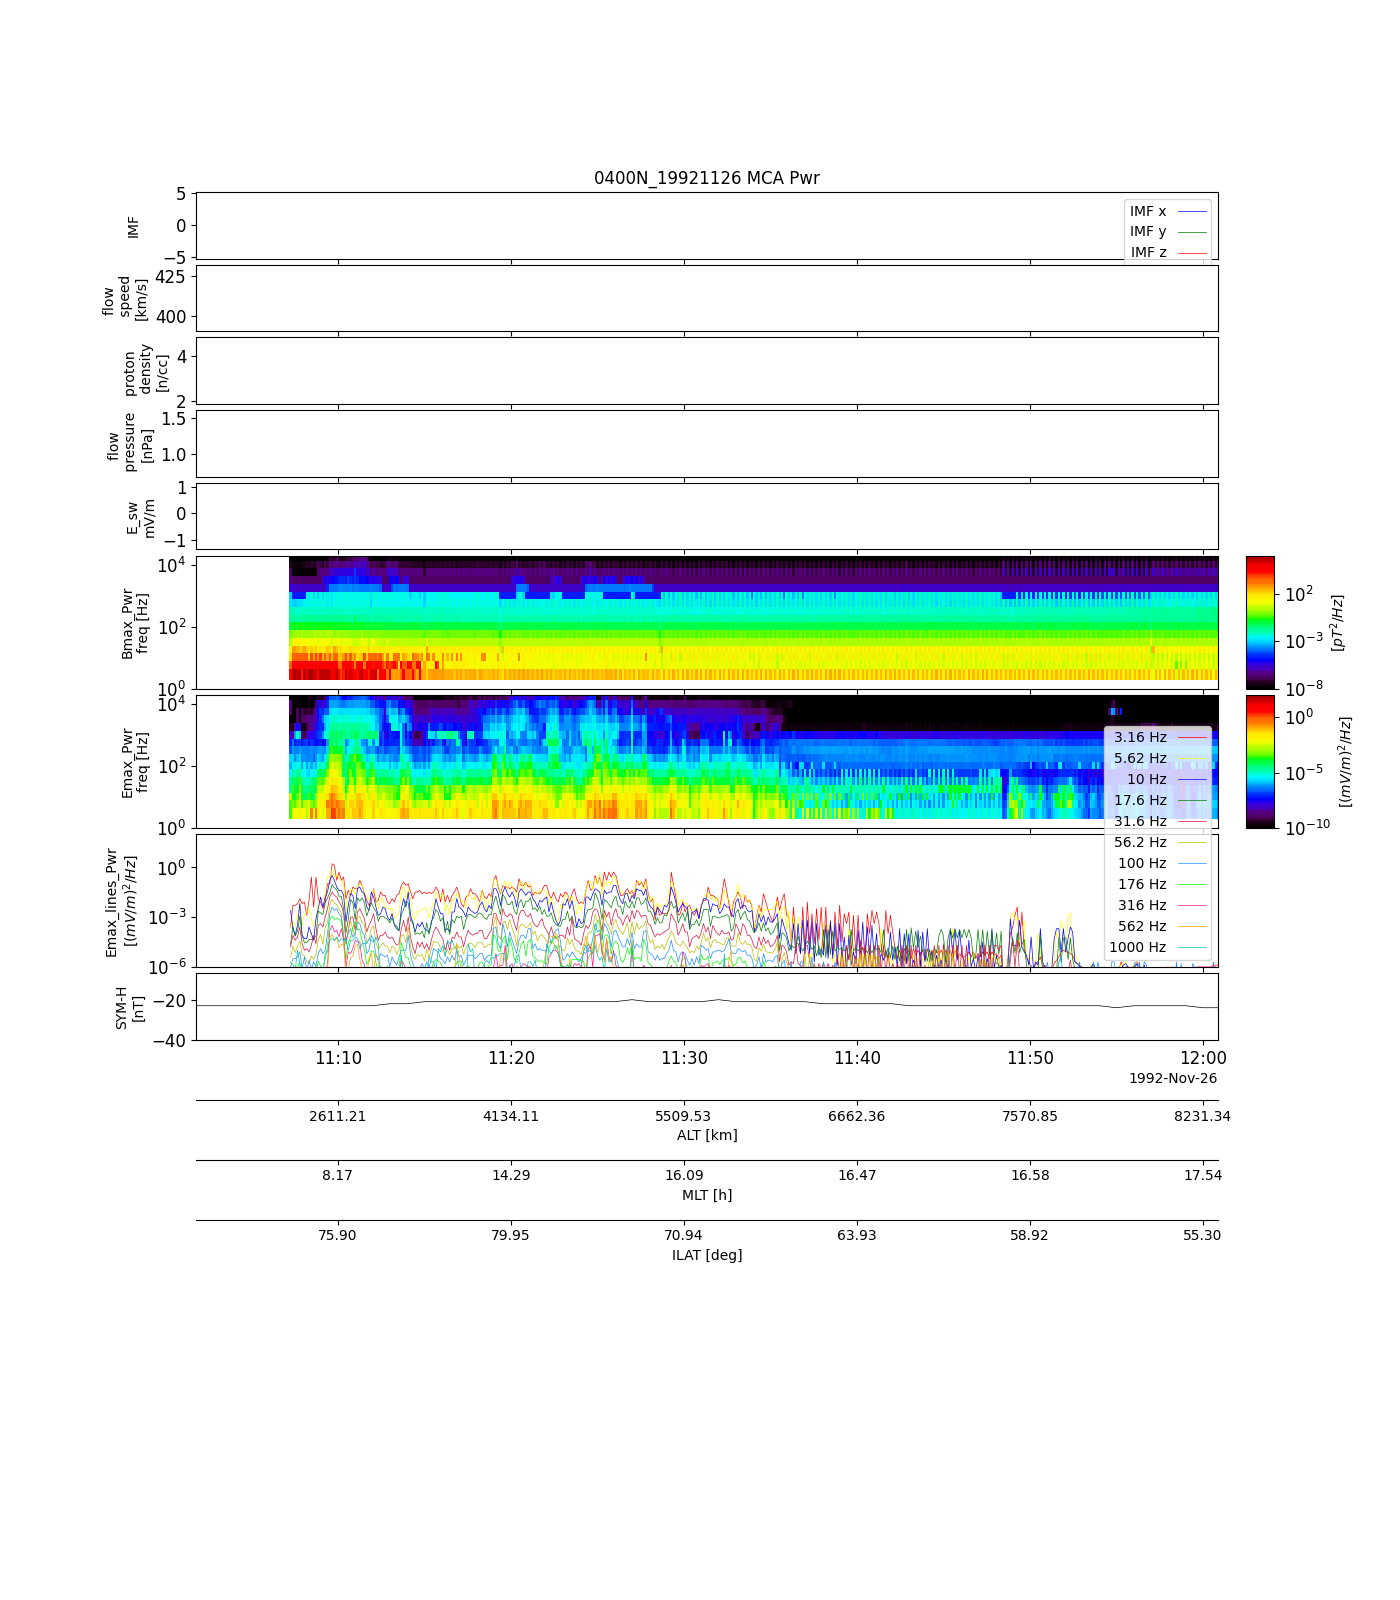 0400N_19921126 MCA Pwr
5
0
−5
IMF
IMF x
IMF y
IMF z
425
400
flow
speed
[km/s]
4
2
proton
density
[n/cc]
1.5
1.0
flow
pressure
[nPa]
1
0
−1
E_sw
mV/m
10^4
10^2
10^0
Bmax_Pwr
freq [Hz]
10^2
10^−3
10^−8
[pT^2/Hz]
10^4
10^2
10^0
Emax_Pwr
freq [Hz]
10^0
10^−5
10^−10
[(mV/m)^2/Hz]
3.16 Hz
5.62 Hz
10 Hz
17.6 Hz
31.6 Hz
56.2 Hz
100 Hz
176 Hz
316 Hz
562 Hz
1000 Hz
10^0
10^−3
10^−6
Emax_lines_Pwr
[(mV/m)^2/Hz]
−20
−40
SYM-H
[nT]
11:10 11:20 11:30 11:40 11:50 12:00
1992-Nov-26
2611.21 4134.11 5509.53 6662.36 7570.85 8231.34
ALT [km]
8.17 14.29 16.09 16.47 16.58 17.54
MLT [h]
75.90 79.95 70.94 63.93 58.92 55.30
ILAT [deg]